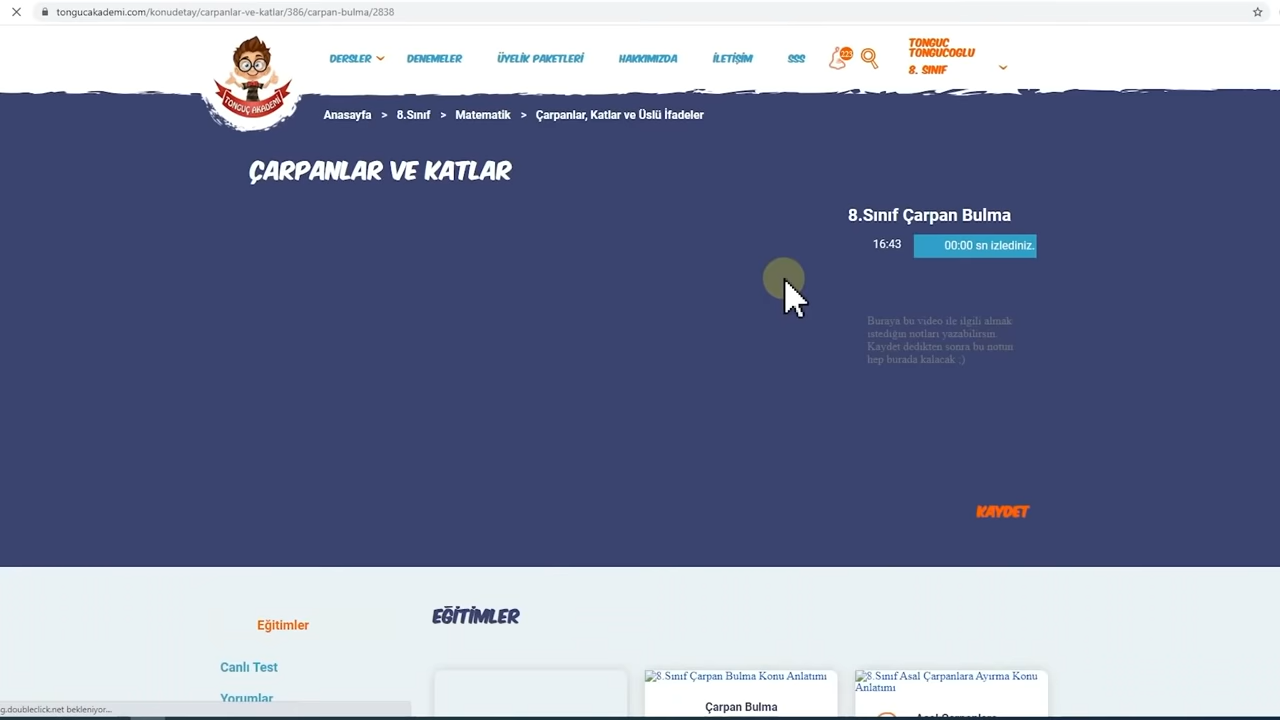 tongucakademi.com/konudetay/carpanlar-ve-katlar/386/carpan-bulma/2838
TONGUÇ AKADEMİ
DERSLER
DENEMELER
ÜYELİK PAKETLERİ
HAKKIMIZDA
İLETİŞİM
SSS
223
TONGUC
TONGUCOGLU
8. SINIF
Anasayfa > 8.Sınıf > Matematik > Çarpanlar, Katlar ve Üslü İfadeler
ÇARPANLAR VE KATLAR
8.Sınıf Çarpan Bulma
16:43 00:00 sn izlediniz.
Buraya bu video ile ilgili almak
istediğin notları yazabilirsin.
Kaydet dedikten sonra bu notun
hep burada kalacak ;)
KAYDET
EĞİTİMLER
Eğitimler
Canlı Test
Yorumlar
8.Sınıf Çarpan Bulma Konu Anlatımı
Çarpan Bulma
8.Sınıf Asal Çarpanlara Ayırma Konu
Anlatımı
Asal Çarpanlara
g.doubleclick.net bekleniyor...